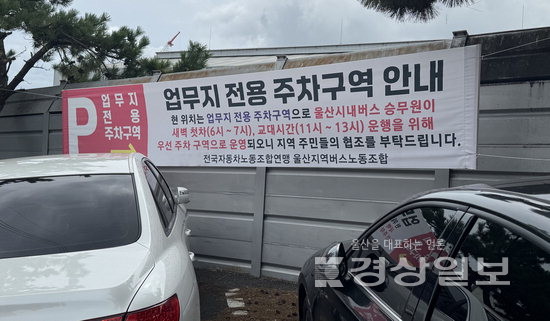 P 업무지
전용
주차구역
업무지 전용 주차구역 안내
현 위치는 업무지 전용 주차구역으로 울산시내버스 승무원이
새벽 첫차(6시 ~ 7시), 교대시간(11시 ~ 13시) 운행을 위해
우선 주차 구역으로 운영되오니 지역 주민들의 협조를 부탁드립니다.
전국자동차노동조합연맹 울산지역버스노동조합
울산을 대표하는 언론
경상일보